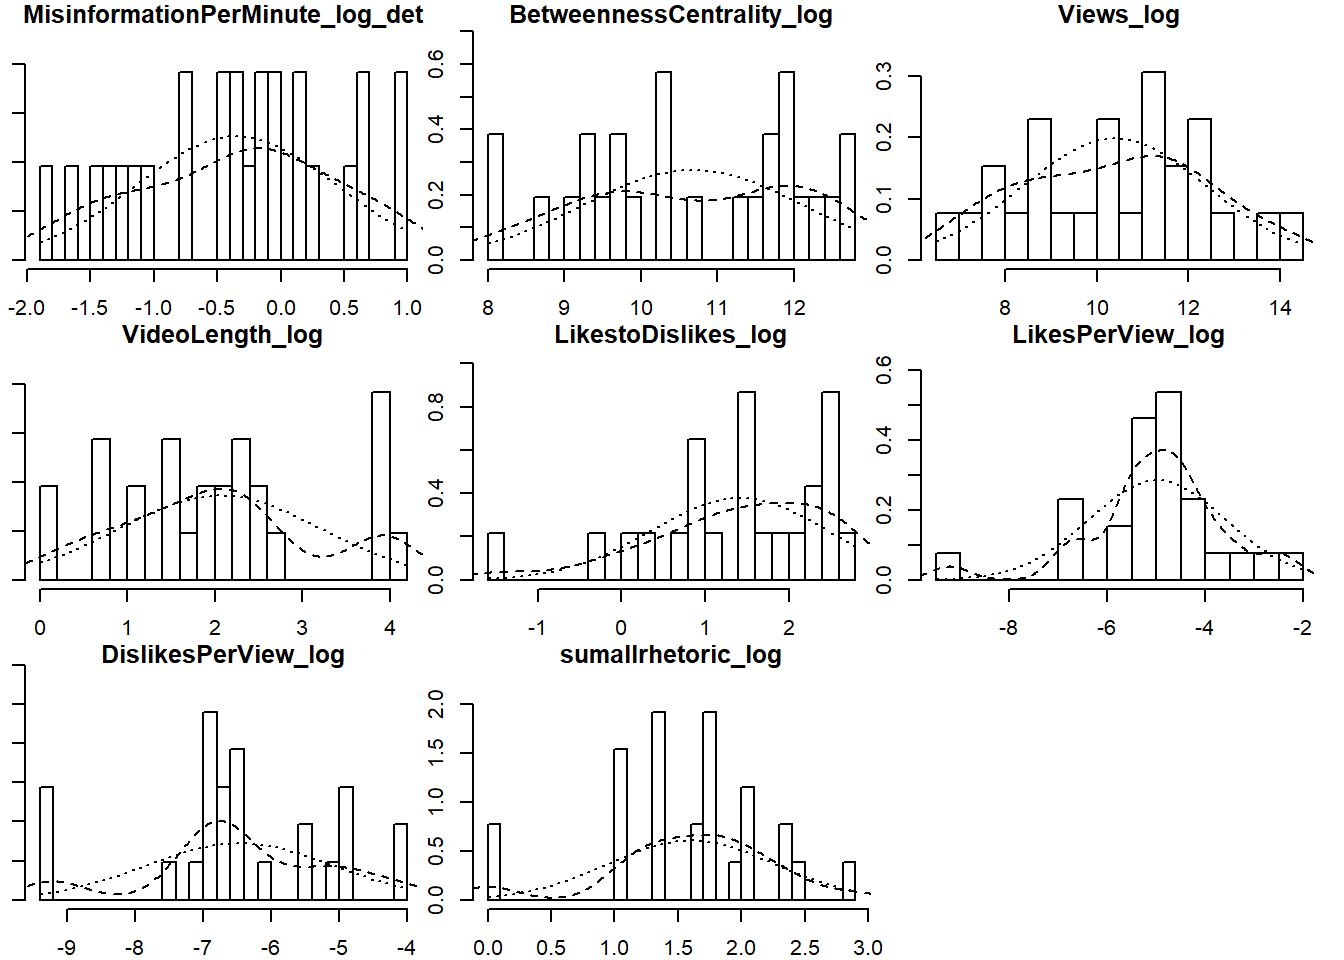 MisinformationPerMinute_log_det
-2.0 -1.0 -0.5 0.0 0.5 1.0
BetweennessCentrality_log
0.0 0.2 0.4 0.6
8 9 10 11 12
Views_log
0.0 0.1 0.2 0.3
8 10 12 14
VideoLength_log
0 1 2 3 4
LikestoDislikes_log
0.0 0.4 0.8
-1 0 1 2
LikesPerView_log
0.0 0.2 0.4 0.6
-8 -6 -4 -2
DislikesPerView_log
-9 -8 -7 -6 -5 -4
sumallrhetoric_log
0.0 0.5 1.0 1.5 2.0
0.0 0.5 1.0 1.5 2.0 2.5 3.0